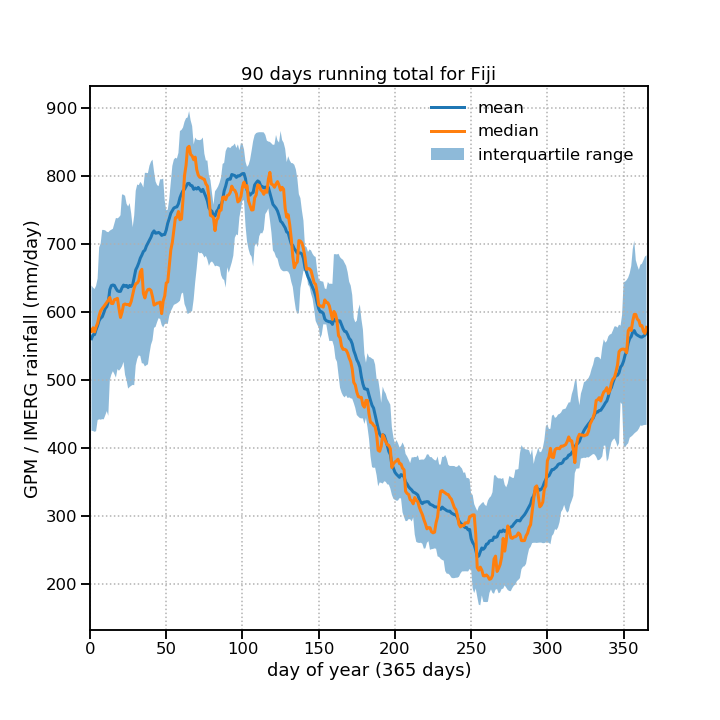 90 days running total for Fiji
GPM / IMERG rainfall (mm/day)
900
800
700
600
500
400
300
200
mean
median
interquartile range
0 50 100 150 200 250 300 350
day of year (365 days)